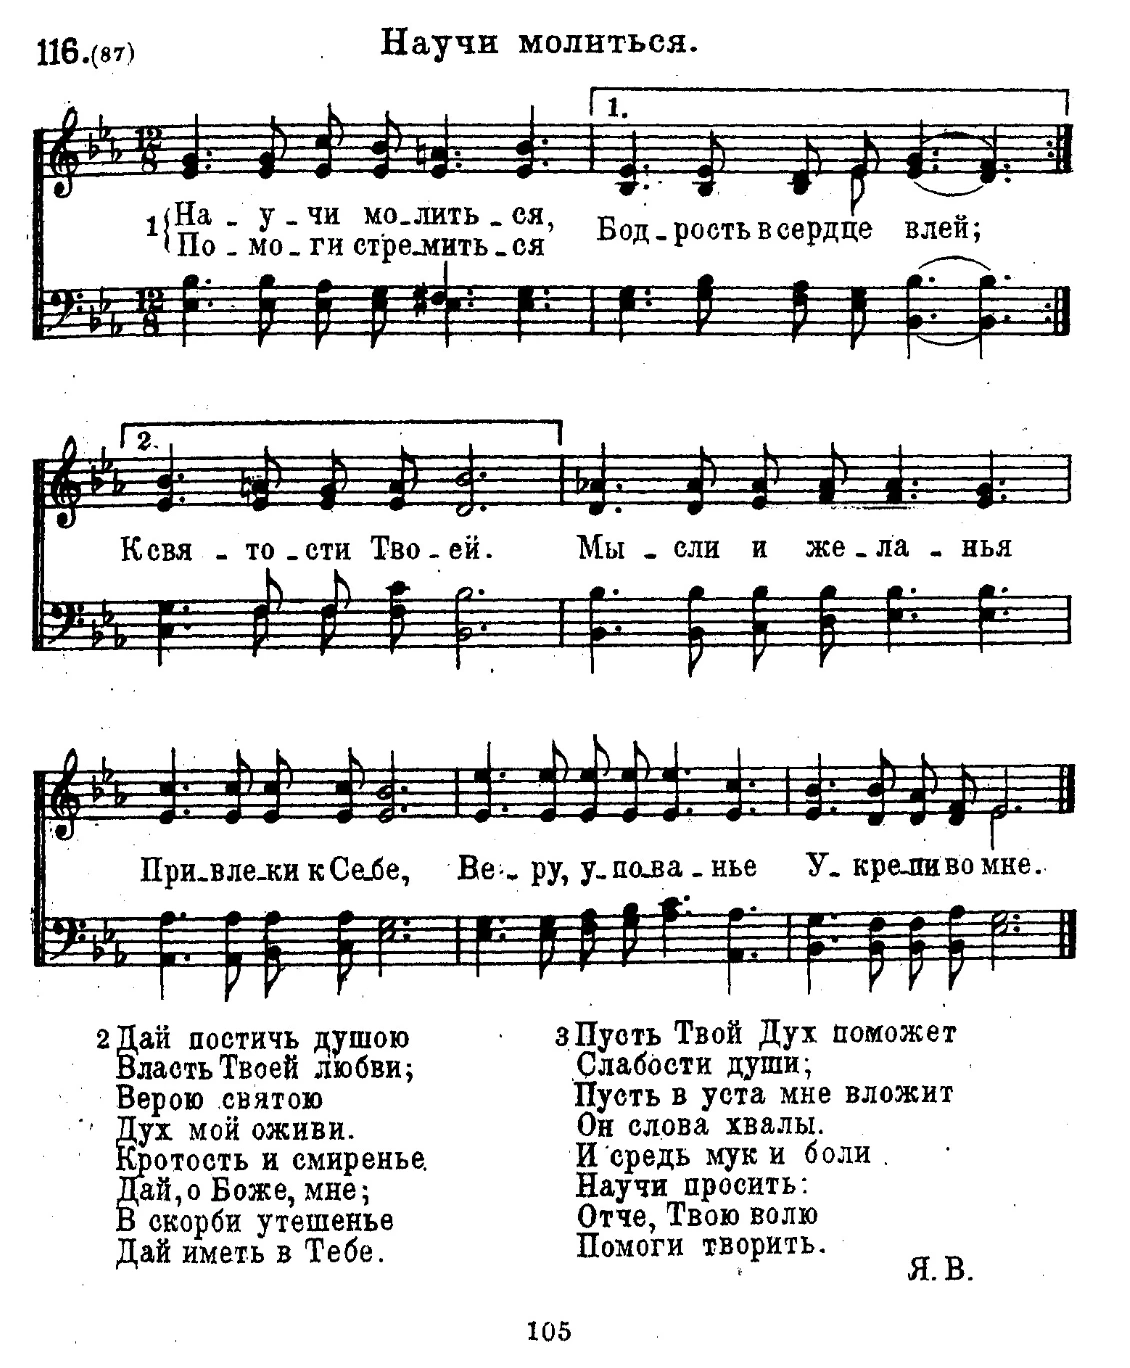 116.(87)
Научи молиться.
1.
1 На - у - чи мо-лить - ся,
По - мо - ги стре-мить - ся
Бод - рость в сердце влей;
2.
К свя - то - сти Тво - ей.
Мы - сли и же - ла - нья
При-вле-ки к Се-бе,
Ве - ру, у-по-ва - нье
У - кре-пи во мне.
2 Дай постичь душою
Власть Твоей любви;
Верою святою
Дух мой оживи.
Кротость и смиренье
Дай, о Боже, мне;
В скорби утешенье
Дай иметь в Тебе.
3 Пусть Твой Дух поможет
Слабости души;
Пусть в уста мне вложит
Он слова хвалы.
И средь мук и боли
Научи просить:
Отче, Твою волю
Помоги творить.
Я. В.
105